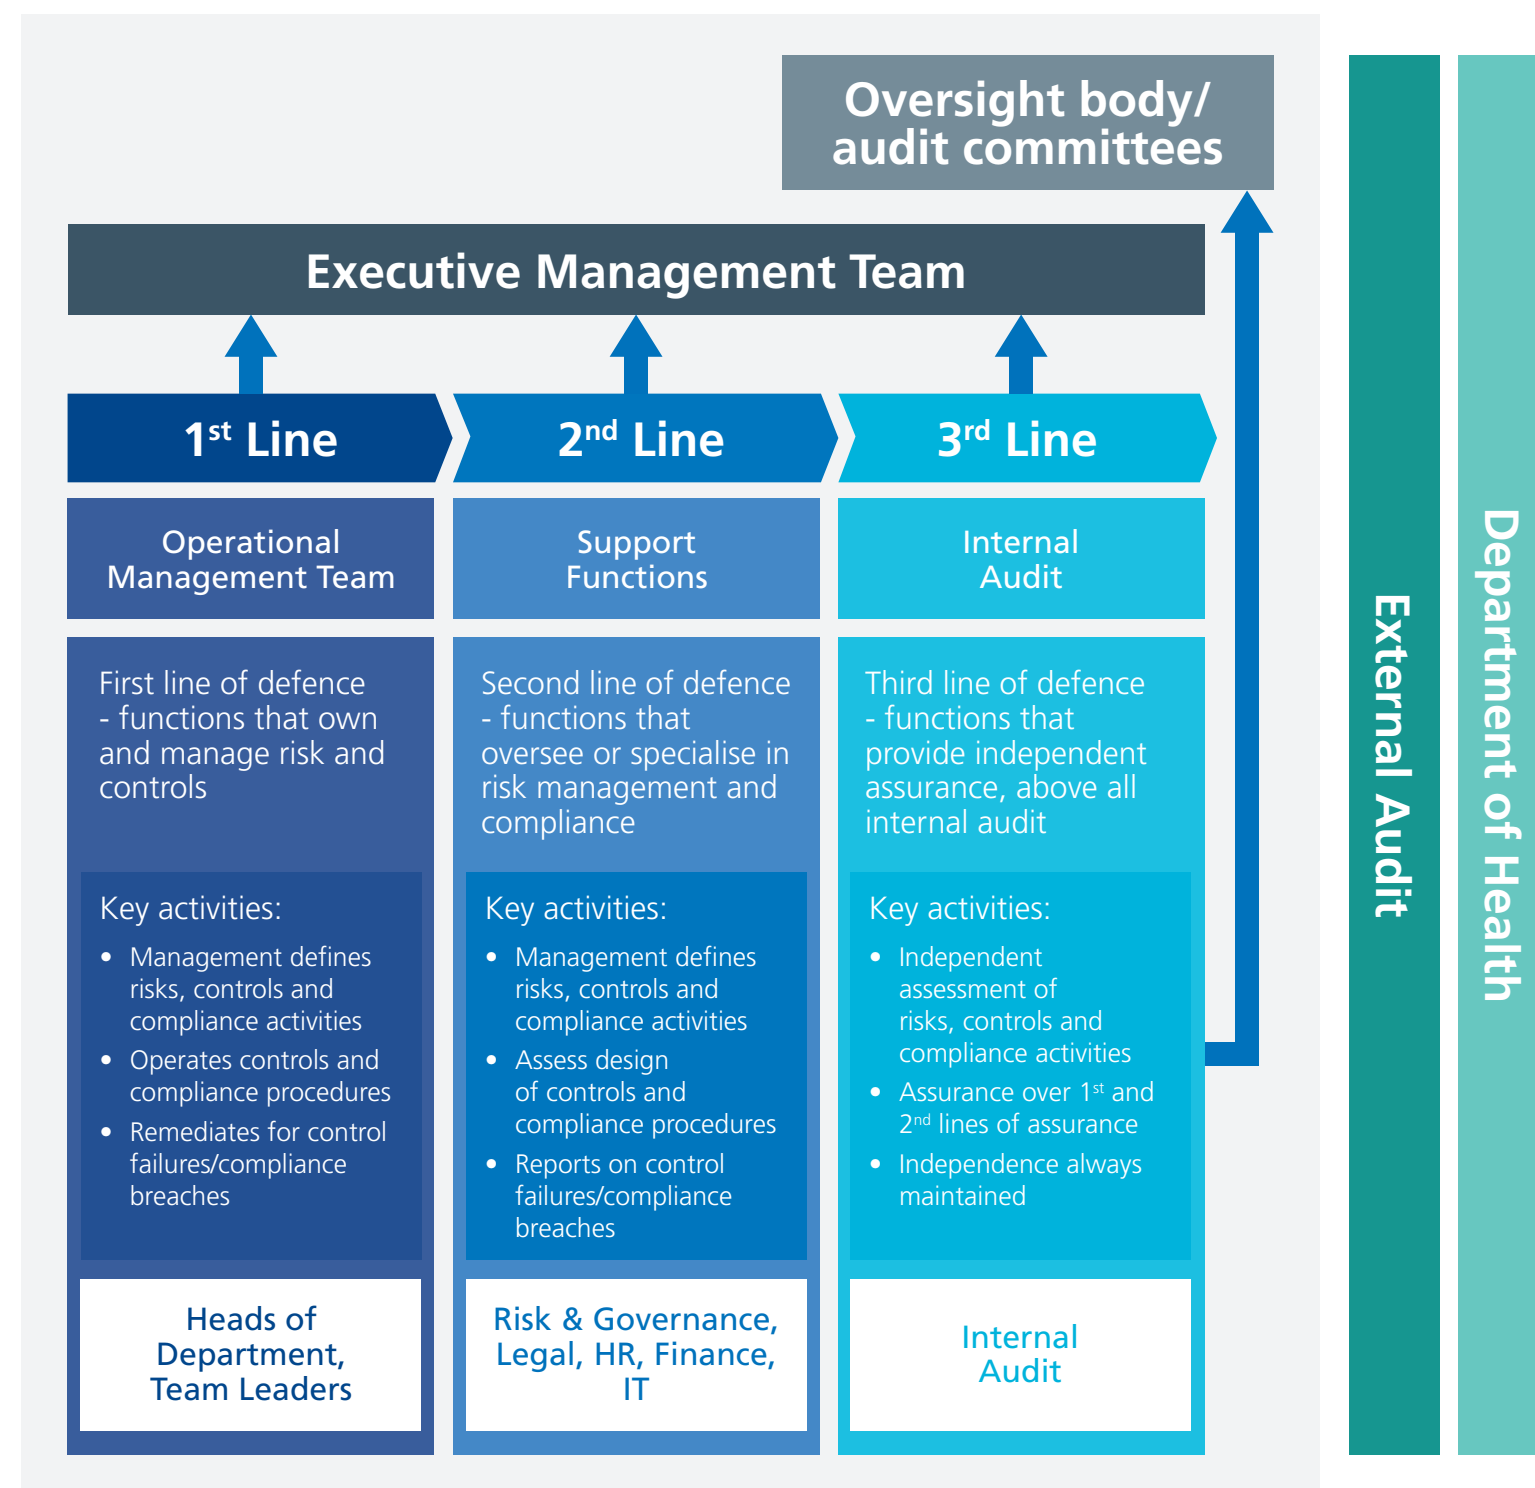 Oversight body/
audit committees
Executive Management Team
1st Line
2nd Line
3rd Line
Operational
Management Team
Support
Functions
Internal
Audit
First line of defence
- functions that own
and manage risk and
controls
Second line of defence
- functions that
oversee or specialise in
risk management and
compliance
Third line of defence
- functions that
provide independent
assurance, above all
internal audit
Key activities:
• Management defines
risks, controls and
compliance activities
• Operates controls and
compliance procedures
• Remediates for control
failures/compliance
breaches
Key activities:
• Management defines
risks, controls and
compliance activities
• Assess design
of controls and
compliance procedures
• Reports on control
failures/compliance
breaches
Key activities:
• Independent
assessment of
risks, controls and
compliance activities
• Assurance over 1st and
2nd lines of assurance
• Independence always
maintained
Heads of
Department,
Team Leaders
Risk & Governance,
Legal, HR, Finance,
IT
Internal
Audit
External Audit
Department of Health